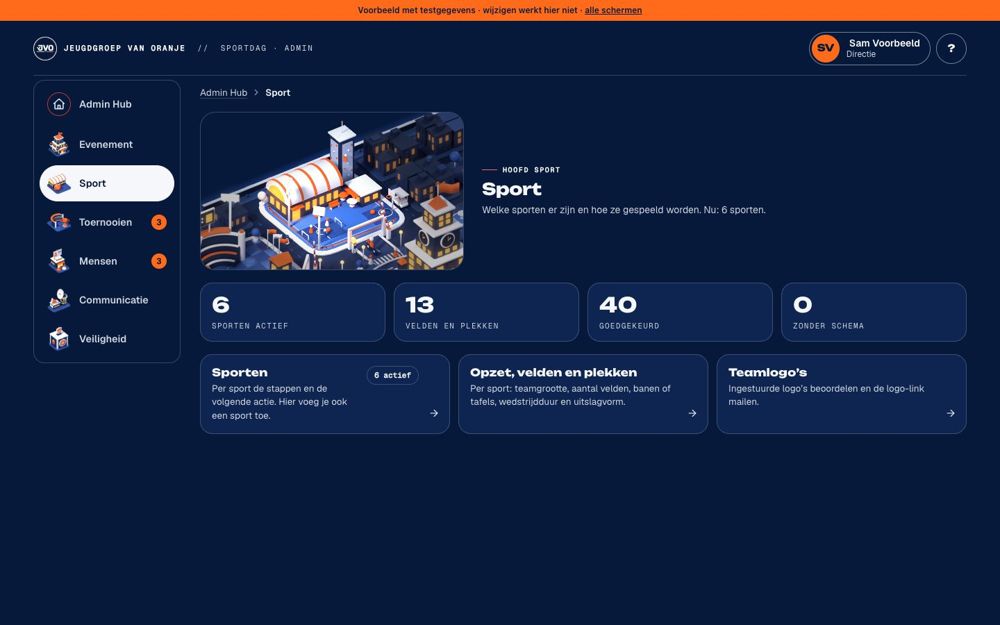 Voorbeeld met testgegevens · wijzigen werkt hier niet · alle schermen
JVO JEUGDGROEP VAN ORANJE // SPORTDAG · ADMIN
SV Sam Voorbeeld
Directie
?
Admin Hub
Evenement
Sport
Toernooien 3
Mensen 3
Communicatie
Veiligheid
Admin Hub > Sport
HOOFD SPORT
Sport
Welke sporten er zijn en hoe ze gespeeld worden. Nu: 6 sporten.
6
SPORTEN ACTIEF
13
VELDEN EN PLEKKEN
40
GOEDGEKEURD
0
ZONDER SCHEMA
Sporten
6 actief
Per sport de stappen en de
volgende actie. Hier voeg je ook
een sport toe.
→
Opzet, velden en plekken
Per sport: teamgrootte, aantal velden, banen of
tafels, wedstrijdduur en uitslagvorm.
→
Teamlogo’s
Ingestuurde logo’s beoordelen en de logo-link
mailen.
→